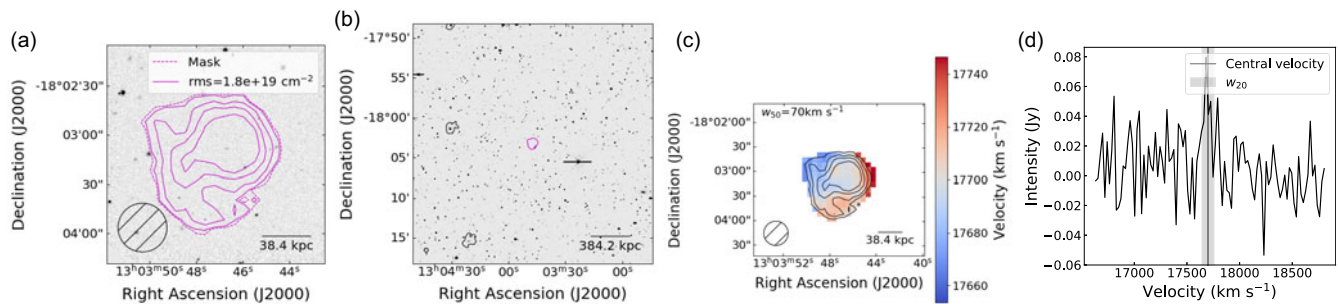 (a)
Mask
rms=1.8e+19 cm⁻²
-18°02'30"
03'00"
30"
04'00"
38.4 kpc
13ʰ03ᵐ50ˢ 48ˢ 46ˢ 44ˢ
Declination (J2000)
Right Ascension (J2000)
(b)
-17°50'
55'
-18°00'
05'
10'
15'
384.2 kpc
13ʰ04ᵐ30ˢ 00ˢ 03ᵐ30ˢ 00ˢ
Declination (J2000)
Right Ascension (J2000)
(c)
w₅₀=70km s⁻¹
-18°02'00"
30"
03'00"
30"
04'00"
30"
38.4 kpc
13ʰ03ᵐ52ˢ 48ˢ 44ˢ 40ˢ
Declination (J2000)
Right Ascension (J2000)
17740
17720
17700
17680
17660
Velocity (km s⁻¹)
(d)
Central velocity
w₂₀
0.08
0.06
0.04
0.02
0.00
−0.02
−0.04
−0.06
Intensity (Jy)
17000 17500 18000 18500
Velocity (km s⁻¹)